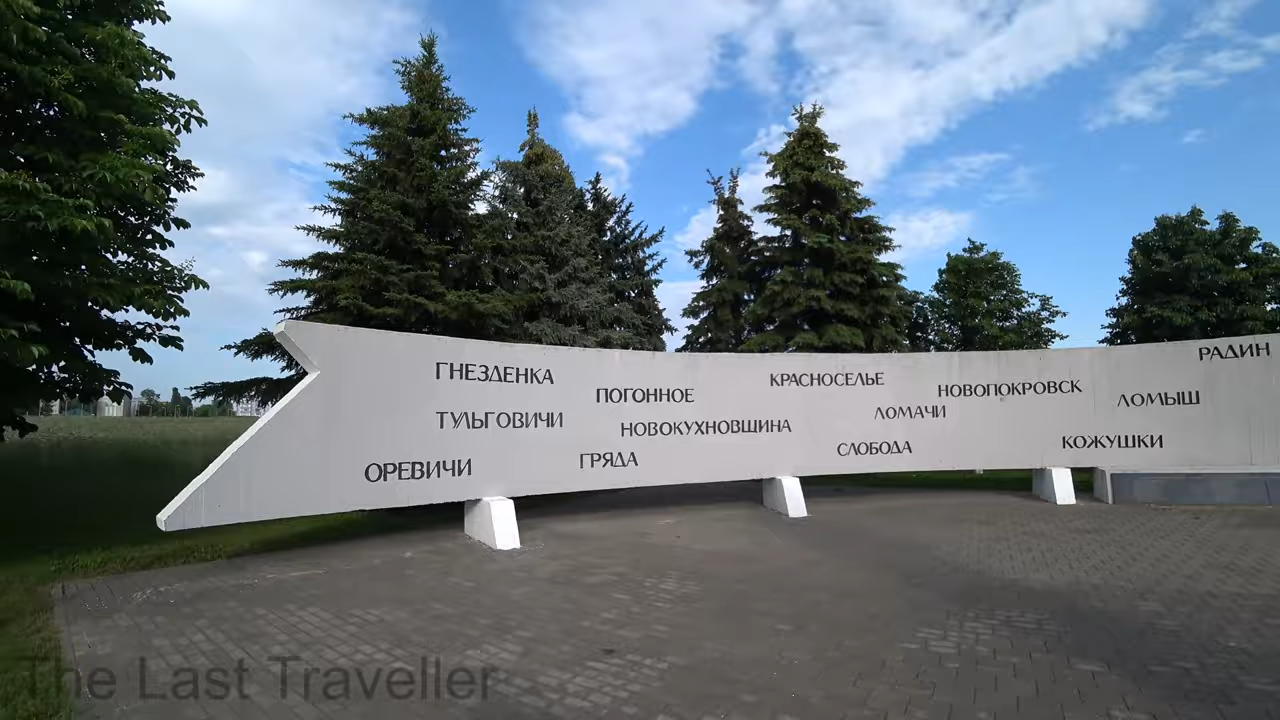 ГНЕЗДЕНКА
ПОГОННОЕ
КРАСНОСЕЛЬЕ
НОВОПОКРОВСК
РАДИН
ТУЛЬГОВИЧИ
НОВОКУХНОВЩИНА
ЛОМАЧИ
ЛОМЫШ
ОРЕВИЧИ
ГРЯДА
СЛОБОДА
КОЖУШКИ
The Last Traveller